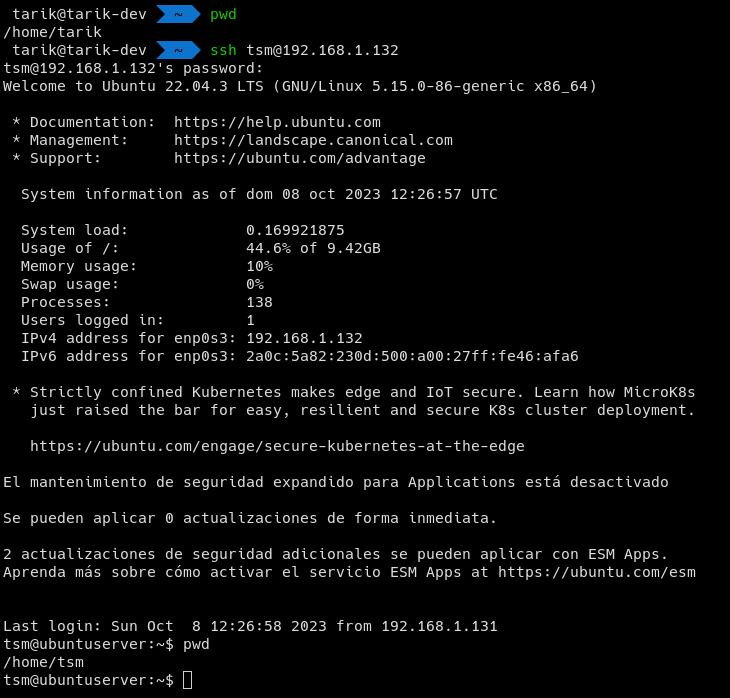 tarik@tarik-dev ~ pwd
/home/tarik
tarik@tarik-dev ~ ssh tsm@192.168.1.132
tsm@192.168.1.132's password:
Welcome to Ubuntu 22.04.3 LTS (GNU/Linux 5.15.0-86-generic x86_64)
* Documentation:  https://help.ubuntu.com
* Management:     https://landscape.canonical.com
* Support:        https://ubuntu.com/advantage
System information as of dom 08 oct 2023 12:26:57 UTC
System load:             0.169921875
Usage of /:              44.6% of 9.42GB
Memory usage:            10%
Swap usage:              0%
Processes:               138
Users logged in:         1
IPv4 address for enp0s3: 192.168.1.132
IPv6 address for enp0s3: 2a0c:5a82:230d:500:a00:27ff:fe46:afa6
* Strictly confined Kubernetes makes edge and IoT secure. Learn how MicroK8s
just raised the bar for easy, resilient and secure K8s cluster deployment.
https://ubuntu.com/engage/secure-kubernetes-at-the-edge
El mantenimiento de seguridad expandido para Applications está desactivado
Se pueden aplicar 0 actualizaciones de forma inmediata.
2 actualizaciones de seguridad adicionales se pueden aplicar con ESM Apps.
Aprenda más sobre cómo activar el servicio ESM Apps at https://ubuntu.com/esm
Last login: Sun Oct  8 12:26:58 2023 from 192.168.1.131
tsm@ubuntuserver:~$ pwd
/home/tsm
tsm@ubuntuserver:~$